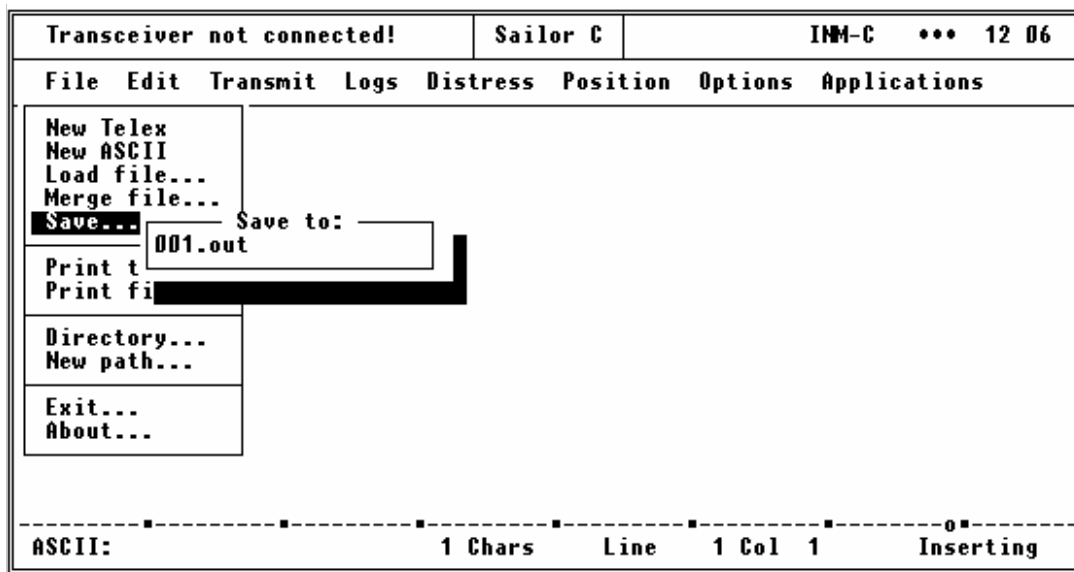 Transceiver not connected! Sailor C INM-C ••• 12 06
File Edit Transmit Logs Distress Position Options Applications
New Telex
New ASCII
Load file...
Merge file...
Save...
Save to:
001.out
Print t
Print fi
Directory...
New path...
Exit...
About...
ASCII: 1 Chars Line 1 Col 1 Inserting